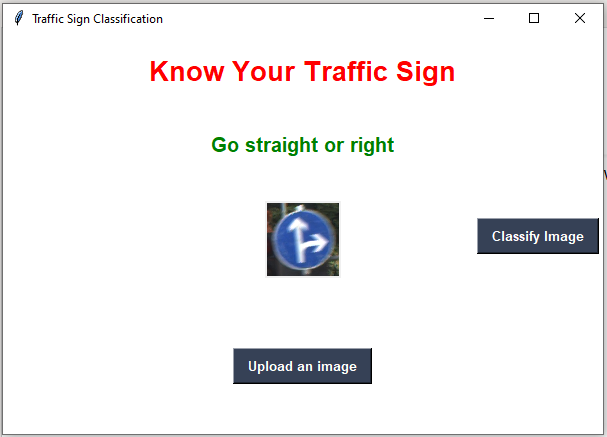 Traffic Sign Classification
Know Your Traffic Sign
Go straight or right
Classify Image
Upload an image